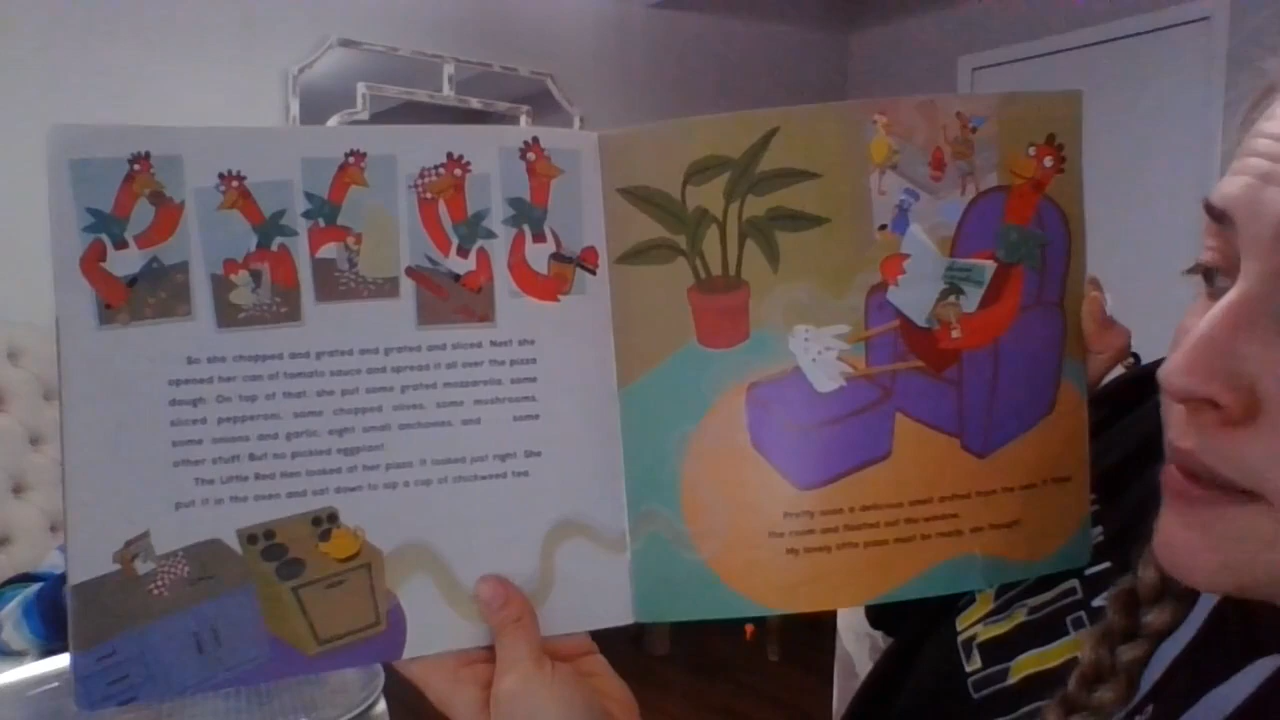 So she chopped and grated and grated and sliced. Next she
opened her can of tomato sauce and spread it all over the pizza
dough. On top of that, she put some grated mozzarella, some
sliced pepperoni, some chopped olives, some mushrooms,
some onions and garlic, eight small anchovies, and some
other stuff. But no pickled eggplant!
The Little Red Hen looked at her pizza. It looked just right. She
put it in the oven and sat down to sip a cup of chickweed tea.
Pretty soon a delicious smell drifted from the oven. It filled
the room and floated out the window.
My lovely little pizza must be ready, she thought.